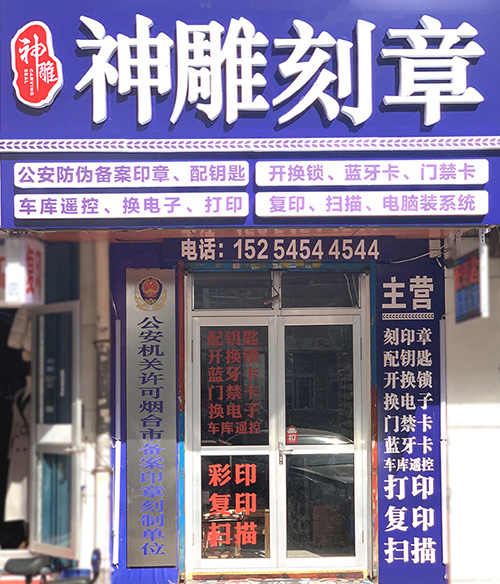 神雕
CARVING SEAL
神雕刻章
公安防伪备案印章、配钥匙
开换锁、蓝牙卡、门禁卡
车库遥控、换电子、打印
复印、扫描、电脑装系统
电话：152 5454 4544
公安机关许可烟台市备案印章刻制单位
配钥匙
开换锁
蓝牙卡
门禁卡
换电子
车库遥控
彩印
复印
扫描
主营
刻印章
配钥匙
开换锁
换电子
门禁卡
蓝牙卡
车库遥控
打印
复印
扫描